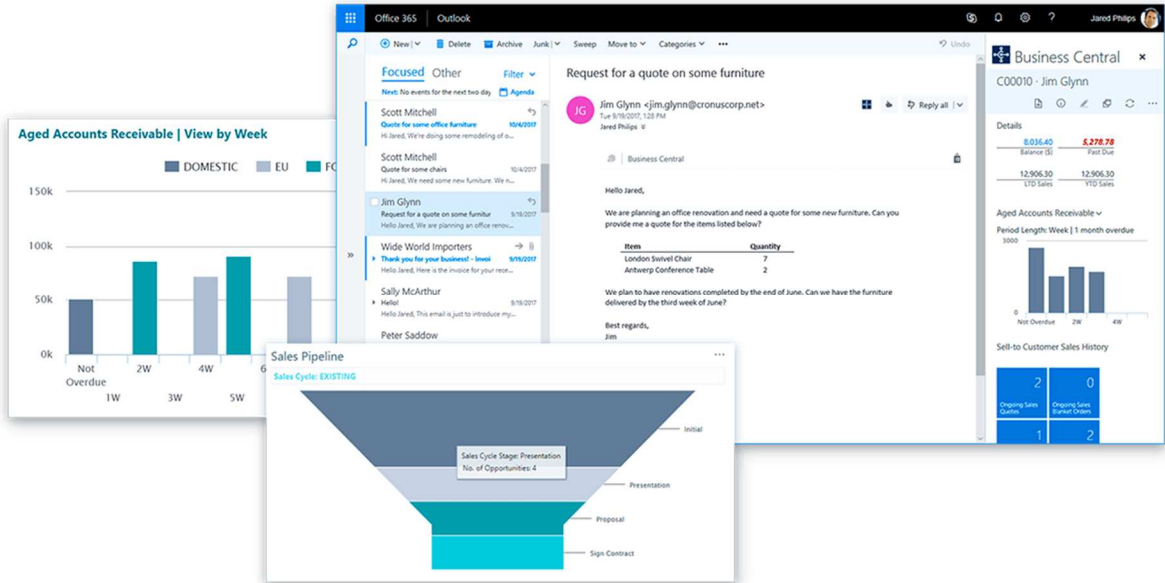 Office 365 Outlook
Jared Philips
New Delete Archive Junk Sweep Move to Categories Undo
Focused Other Filter
Next: No events for the next two day Agenda
Scott Mitchell
Quote for some office furniture 10/4/2017
Hi Jared, We're doing some remodeling of o...
Scott Mitchell
Quote for some chairs 10/4/2017
Hi Jared, We need some new furniture. We n...
Jim Glynn
Request for a quote on some furnitur 9/19/2017
Hello Jared, We are planning an office renov...
Wide World Importers
Thank you for your business! - Invoi 9/19/2017
Hello Jared, Here is the invoice for your rece...
Sally McArthur
Hello! 9/19/2017
Hello Jared, This email is just to introduce my...
Peter Saddow
Request for a quote on some furniture
JG
Jim Glynn <jim.glynn@cronuscorp.net>
Tue 9/19/2017, 1:28 PM
Jared Philips
Reply all
Business Central
Hello Jared,
We are planning an office renovation and need a quote for some new furniture. Can you
provide me a quote for the items listed below?
Item Quantity
London Swivel Chair 7
Antwerp Conference Table 2
We plan to have renovations completed by the end of June. Can we have the furniture
delivered by the third week of June?
Best regards,
Jim
Business Central
C00010 · Jim Glynn
Details
8,036.40 5,278.78
Balance ($) Past Due
12,906.30 12,906.30
LTD Sales YTD Sales
Aged Accounts Receivable
Period Length: Week | 1 month overdue
3000
0
Not Overdue 2W 4W
Sell-to Customer Sales History
2 0
Ongoing Sales Quotes
Ongoing Sales Blanket Orders
1 2
Aged Accounts Receivable | View by Week
DOMESTIC EU FO
150k
100k
50k
0k
Not Overdue 2W 4W 6
1W 3W 5W
Sales Pipeline
Sales Cycle: EXISTING
Initial
Sales Cycle Stage: Presentation
No. of Opportunities: 4
Presentation
Proposal
Sign Contract